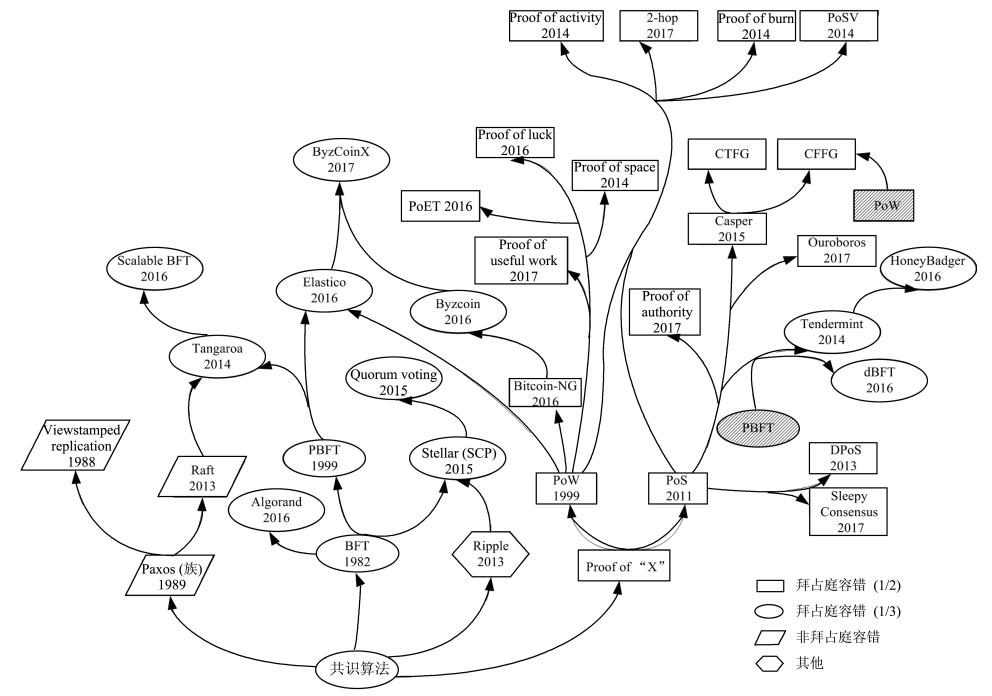 Proof of activity
2014
2-hop
2017
Proof of burn
2014
PoSV
2014
Proof of luck
2016
Proof of space
2014
CTFG
CFFG
ByzCoinX
2017
PoET 2016
PoW
Casper
2015
Proof of
useful work
2017
Ouroboros
2017
Scalable BFT
2016
HoneyBadger
2016
Elastico
2016
Byzcoin
2016
Proof of
authority
2017
Tendermint
2014
Tangaroa
2014
Quorum voting
2015
Bitcoin-NG
2016
dBFT
2016
PBFT
Viewstamped
replication
1988
Raft
2013
PBFT
1999
Stellar (SCP)
2015
DPoS
2013
PoW
1999
PoS
2011
Sleepy
Consensus
2017
Algorand
2016
BFT
1982
Ripple
2013
Paxos (族)
1989
Proof of “X”
共识算法
拜占庭容错 (1/2)
拜占庭容错 (1/3)
非拜占庭容错
其他